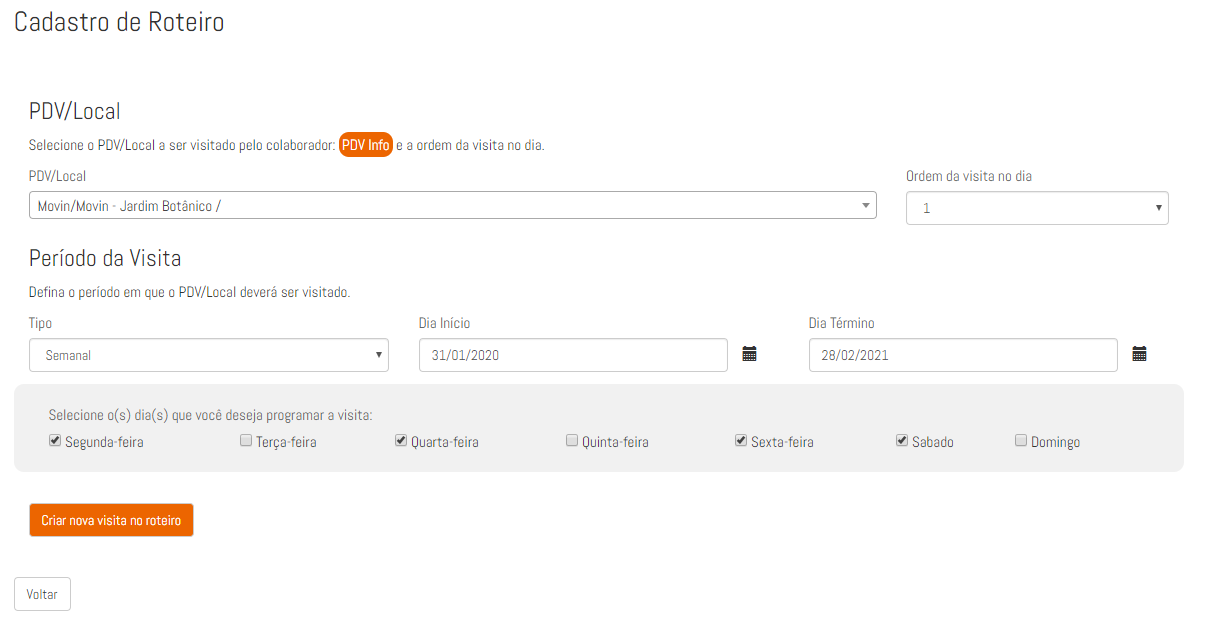 Cadastro de Roteiro
PDV/Local
Selecione o PDV/Local a ser visitado pelo colaborador: PDV Info e a ordem da visita no dia.
PDV/Local Ordem da visita no dia
Movin/Movin - Jardim Botânico / 1
Período da Visita
Defina o período em que o PDV/Local deverá ser visitado.
Tipo Dia Início Dia Término
Semanal 31/01/2020 28/02/2021
Selecione o(s) dia(s) que você deseja programar a visita:
Segunda-feira Terça-feira Quarta-feira Quinta-feira Sexta-feira Sabado Domingo
Criar nova visita no roteiro
Voltar